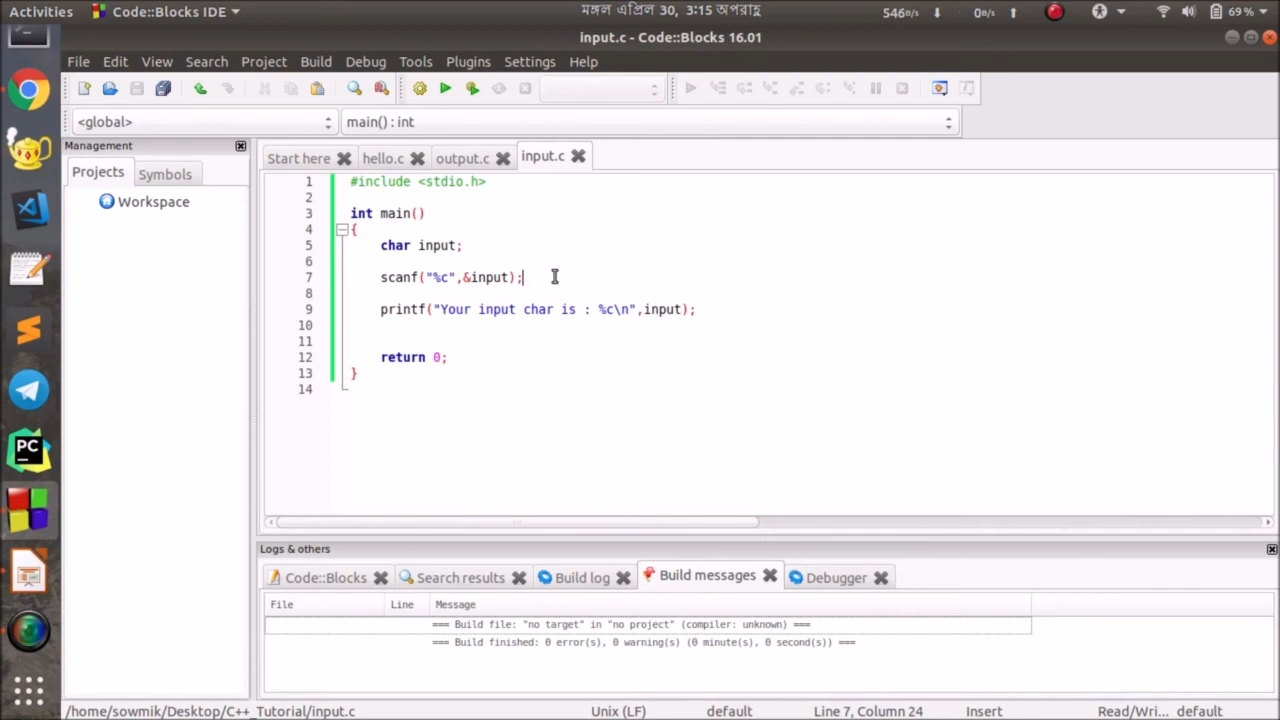 Activities Code::Blocks IDE মঙ্গল এপ্রিল 30, 3:15 অপরাহ্ণ 546B/s 0B/s 69 %
input.c - Code::Blocks 16.01
File Edit View Search Project Build Debug Tools Plugins Settings Help
<global> main() : int
Management
Projects Symbols
Workspace
Start here hello.c output.c input.c
1 #include <stdio.h>
2
3 int main()
4 {
5 char input;
6
7 scanf("%c",&input);
8
9 printf("Your input char is : %c\n",input);
10
11
12 return 0;
13 }
14
PC
Logs & others
Code::Blocks Search results Build log Build messages Debugger
File Line Message
=== Build file: "no target" in "no project" (compiler: unknown) ===
=== Build finished: 0 error(s), 0 warning(s) (0 minute(s), 0 second(s)) ===
/home/sowmik/Desktop/C++_Tutorial/input.c Unix (LF) default Line 7, Column 24 Insert Read/Wri... default